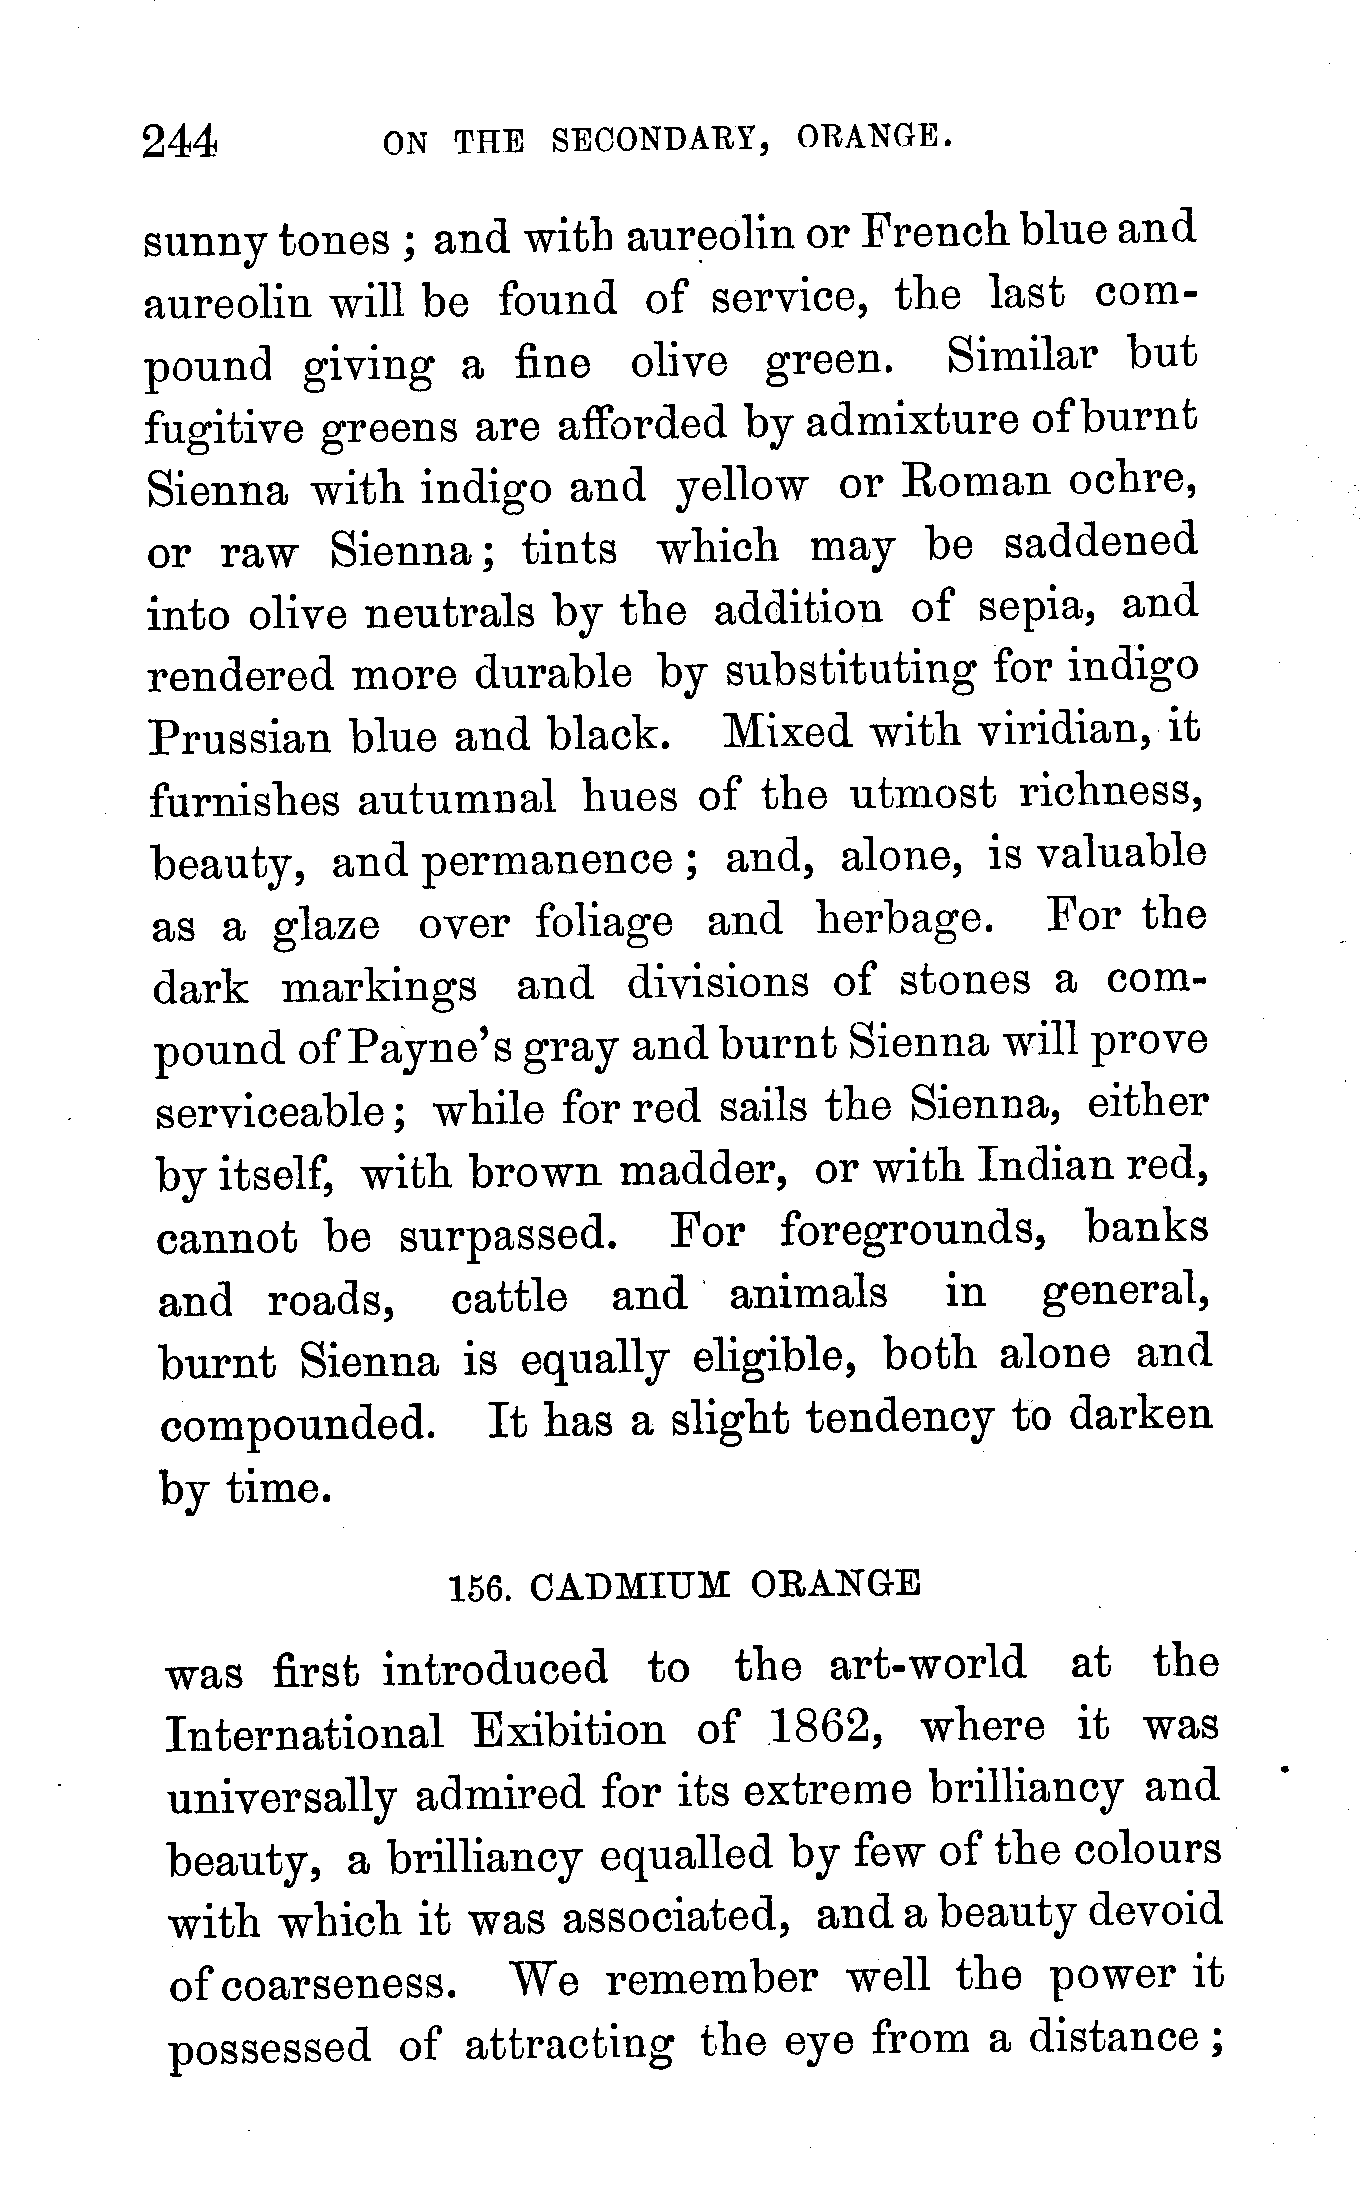 244 ON THE SECONDARY, ORANGE.
sunny tones ; and with aureolin or French blue and
aureolin will be found of service, the last com-
pound giving a fine olive green. Similar but
fugitive greens are afforded by admixture of burnt
Sienna with indigo and yellow or Roman ochre,
or raw Sienna; tints which may be saddened
into olive neutrals by the addition of sepia, and
rendered more durable by substituting for indigo
Prussian blue and black. Mixed with viridian, it
furnishes autumnal hues of the utmost richness,
beauty, and permanence ; and, alone, is valuable
as a glaze over foliage and herbage. For the
dark markings and divisions of stones a com-
pound of Payne's gray and burnt Sienna will prove
serviceable; while for red sails the Sienna, either
by itself, with brown madder, or with Indian red,
cannot be surpassed. For foregrounds, banks
and roads, cattle and animals in general,
burnt Sienna is equally eligible, both alone and
compounded. It has a slight tendency to darken
by time.
156. CADMIUM ORANGE
was first introduced to the art-world at the
International Exibition of 1862, where it was
universally admired for its extreme brilliancy and
beauty, a brilliancy equalled by few of the colours
with which it was associated, and a beauty devoid
of coarseness. We remember well the power it
possessed of attracting the eye from a distance ;